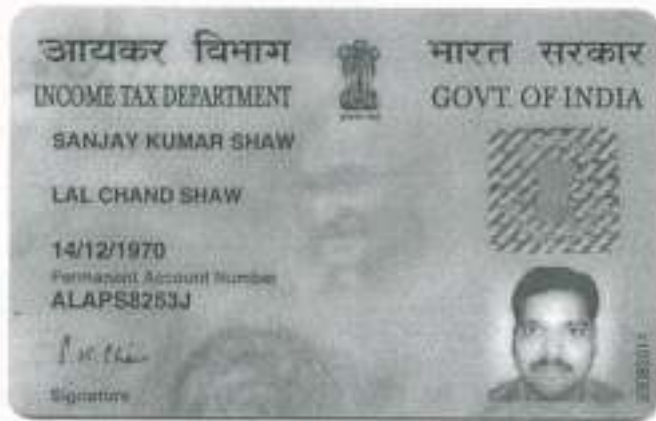 आयकर विभाग
INCOME TAX DEPARTMENT
भारत सरकार
GOVT. OF INDIA
SANJAY KUMAR SHAW
LAL CHAND SHAW
14/12/1970
Permanent Account Number
ALAPS8253J
Signature